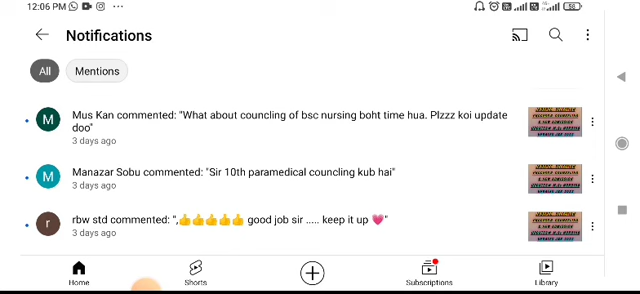 12:06 PM
Notifications
All
Mentions
Mus Kan commented: "What about councling of bsc nursing boht time hua. Plzzz koi update
doo"
3 days ago
Manazar Sobu commented: "Sir 10th paramedical councling kub hai"
3 days ago
rbw std commented: ",👍👍👍👍👍 good job sir ..... keep it up 💗"
3 days ago
Home
Shorts
Subscriptions
Library